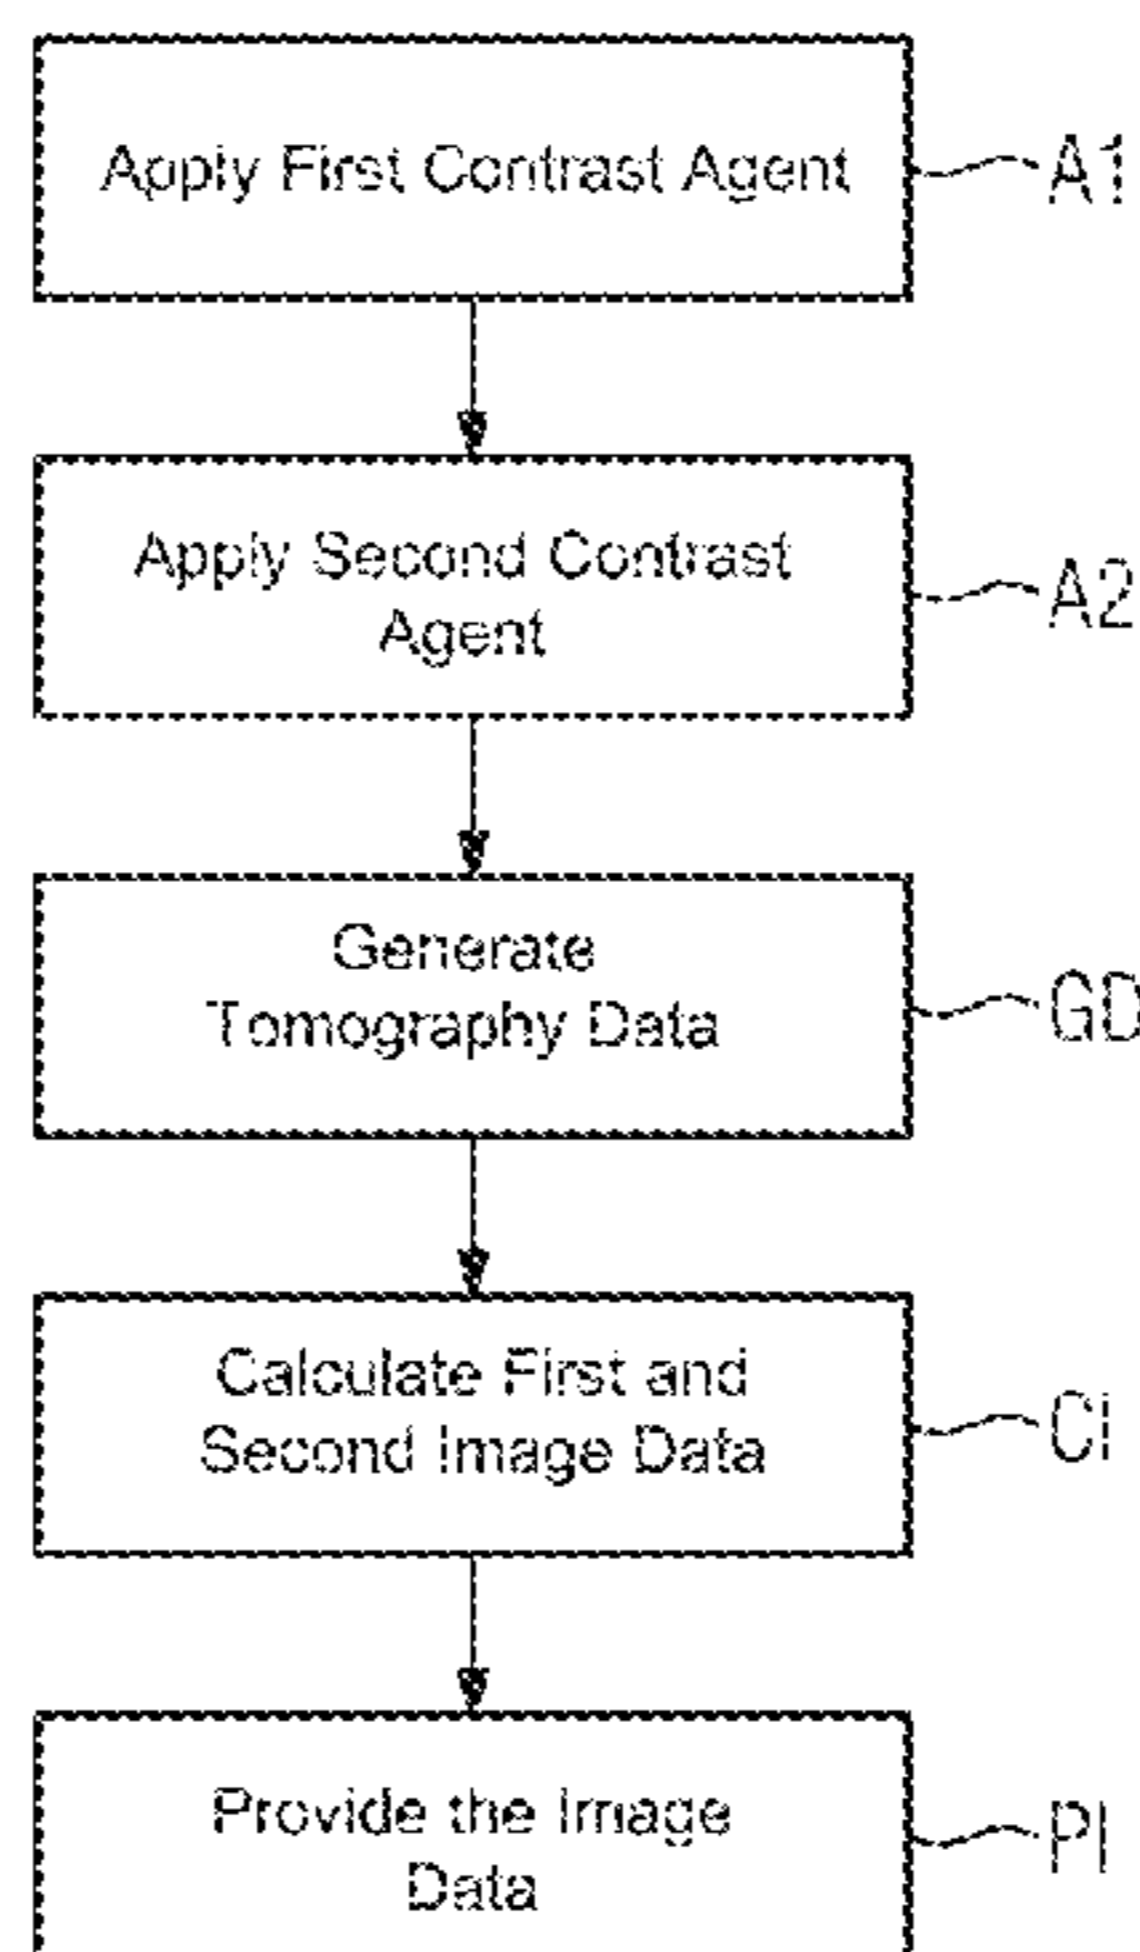 Apply First Contrast Agent
A1
Apply Second Contrast
Agent
A2
Generate
Tomography Data
GD
Calculate First and
Second Image Data
CI
Provide the Image
Data
PI